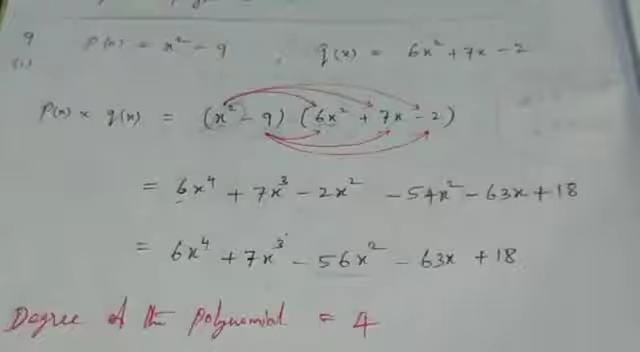 9
(i) P(x) = x² - 9 , q(x) = 6x² + 7x - 2
P(x) × q(x) = (x² - 9) (6x² + 7x - 2)
= 6x⁴ + 7x³ - 2x² - 54x² - 63x + 18
= 6x⁴ + 7x³ - 56x² - 63x + 18
Degree of the polynomial = 4